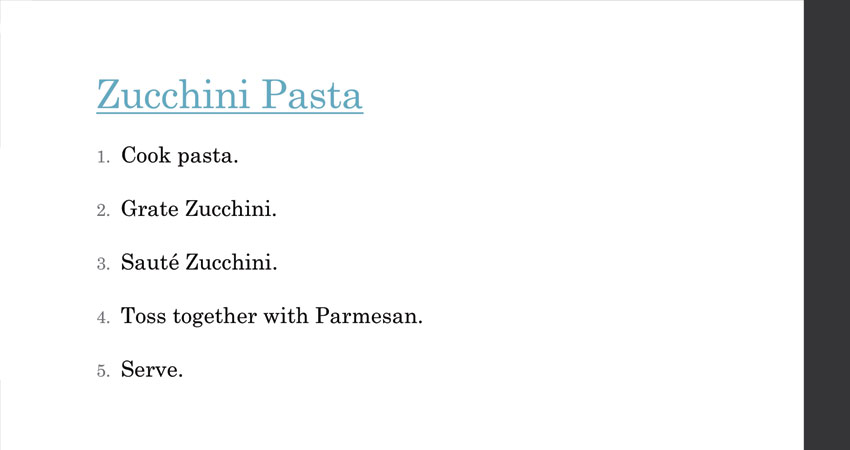 Zucchini Pasta
1. Cook pasta.
2. Grate Zucchini.
3. Sauté Zucchini.
4. Toss together with Parmesan.
5. Serve.